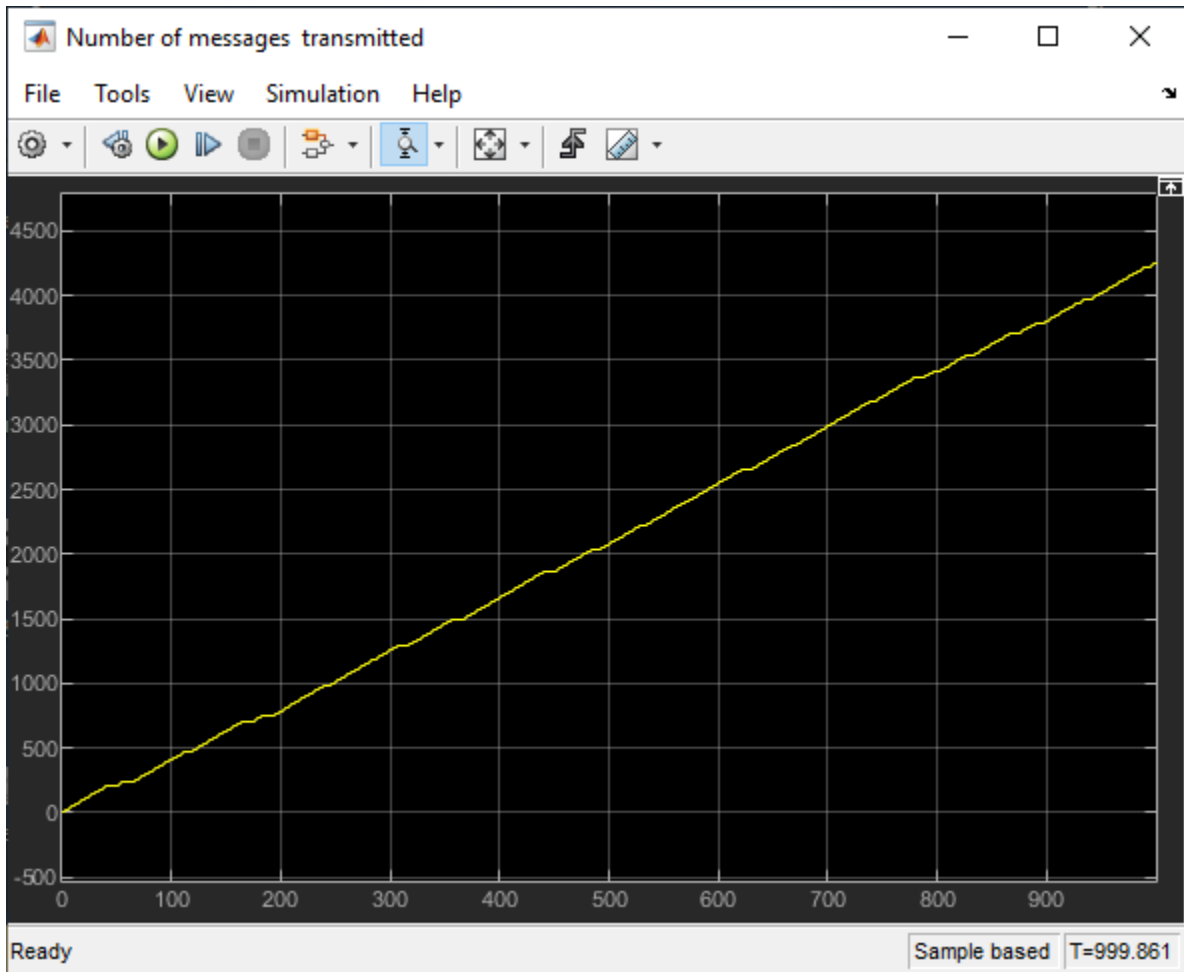 Number of messages transmitted
File Tools View Simulation Help
4500
4000
3500
3000
2500
2000
1500
1000
500
0
-500
0 100 200 300 400 500 600 700 800 900
Ready Sample based T=999.861